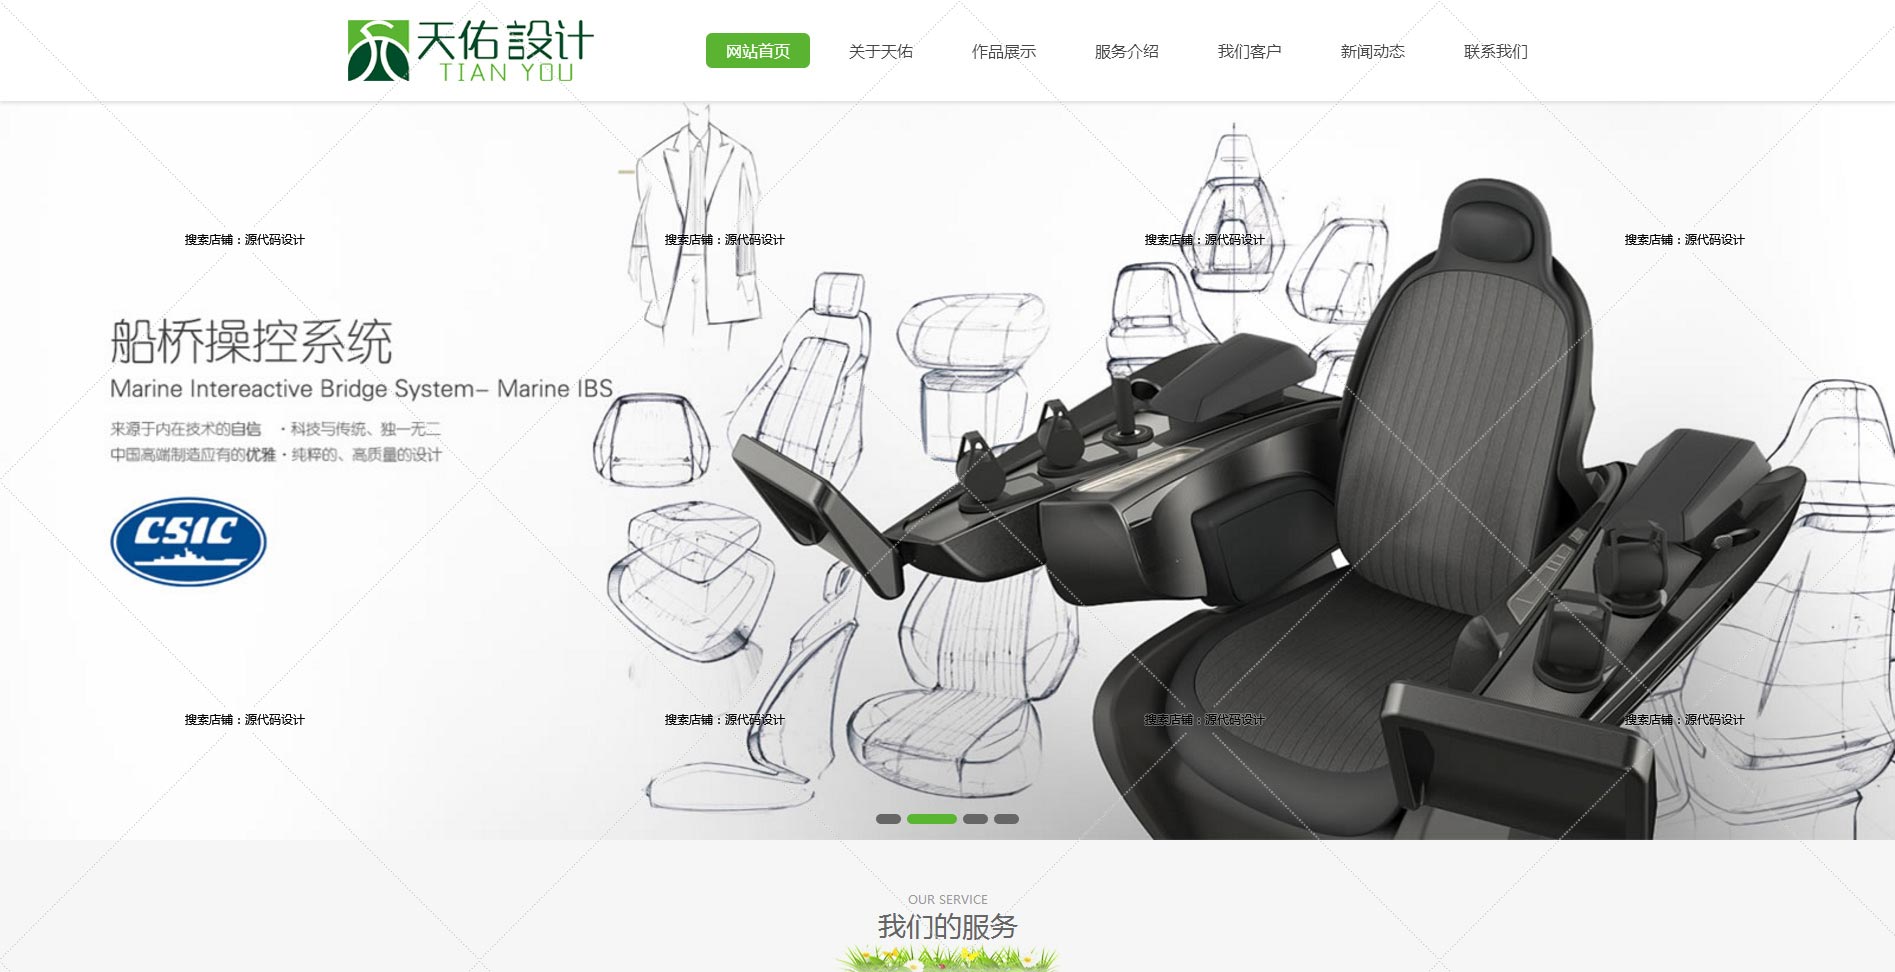 天佑設计
TIAN YOU
网站首页 关于天佑 作品展示 服务介绍 我们客户 新闻动态 联系我们
搜索店铺：源代码设计 搜索店铺：源代码设计 搜索店铺：源代码设计 搜索店铺：源代码设计
船桥操控系统
Marine Intereactive Bridge System- Marine IBS
来源于内在技术的自信 ·科技与传统、独一无二
中国高端制造应有的优雅·纯粹的、高质量的设计
CSIC
搜索店铺：源代码设计 搜索店铺：源代码设计 搜索店铺：源代码设计 搜索店铺：源代码设计
OUR SERVICE
我们的服务